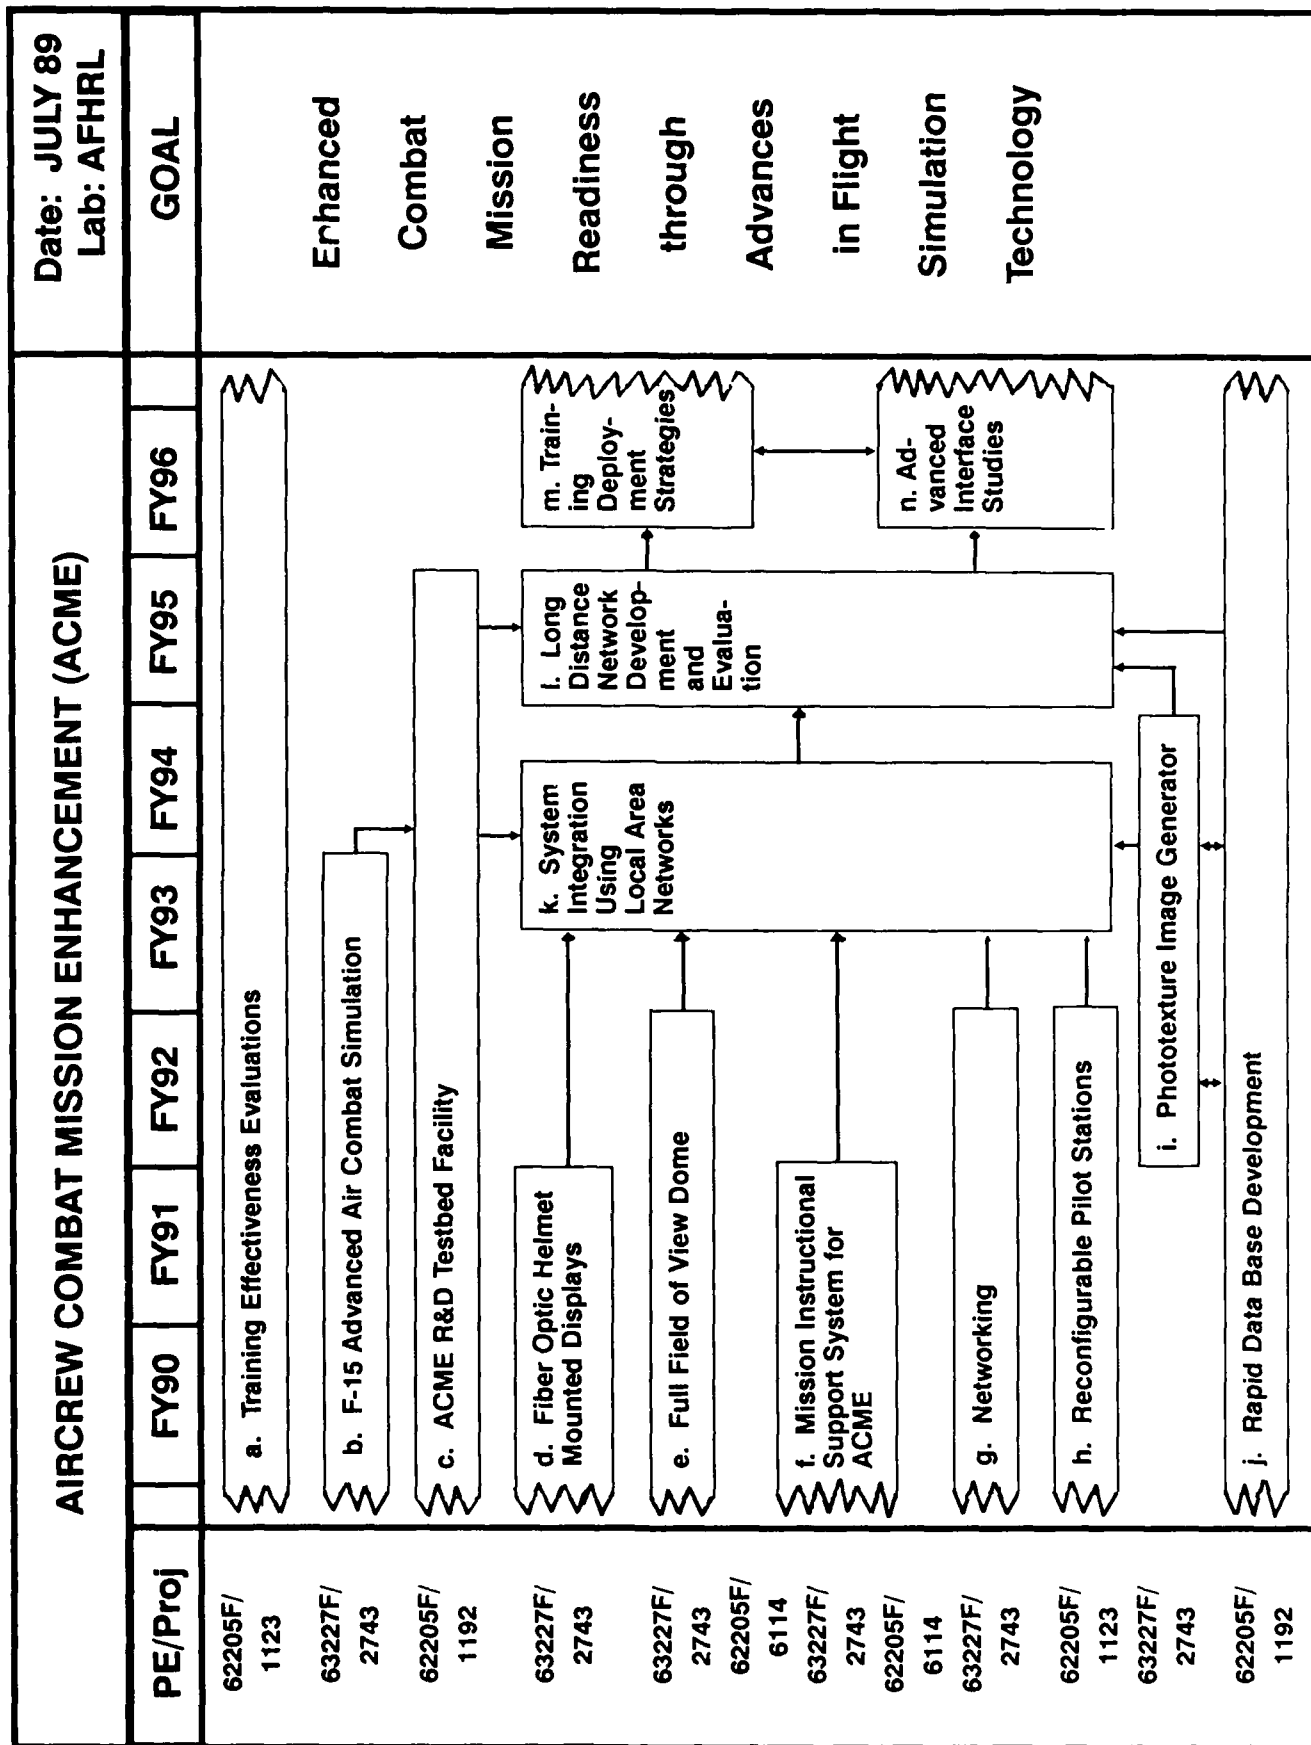 AIRCREW COMBAT MISSION ENHANCEMENT (ACME)
Date: JULY 89
Lab: AFHRL
PE/Proj
FY90
FY91
FY92
FY93
FY94
FY95
FY96
GOAL
62205F/
1123
63227F/
2743
62205F/
1192
63227F/
2743
63227F/
2743
62205F/
6114
63227F/
2743
62205F/
6114
63227F/
2743
62205F/
1123
63227F/
2743
62205F/
1192
a. Training Effectiveness Evaluations
b. F-15 Advanced Air Combat Simulation
c. ACME R&D Testbed Facility
d. Fiber Optic Helmet
Mounted Displays
e. Full Field of View Dome
f. Mission Instructional
Support System for
ACME
g. Networking
h. Reconfigurable Pilot Stations
i. Phototexture Image Generator
j. Rapid Data Base Development
k. System
Integration
Using
Local Area
Networks
l. Long
Distance
Network
Develop-
ment
and
Evalua-
tion
m. Train-
ing
Deploy-
ment
Strategies
n. Ad-
vanced
Interface
Studies
Enhanced
Combat
Mission
Readiness
through
Advances
in Flight
Simulation
Technology